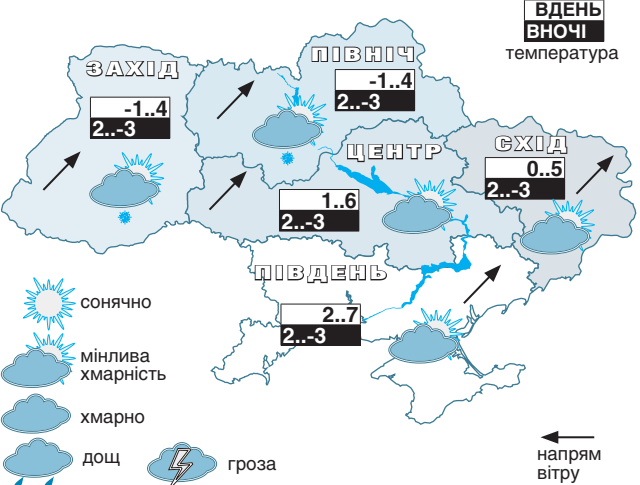 ВДЕНЬ
ВНОЧІ
температура
ПІВНІЧ
-1..4
2..-3
ЗАХІД
-1..4
2..-3
ЦЕНТР
1..6
2..-3
СХІД
0..5
2..-3
ПІВДЕНЬ
2..7
2..-3
сонячно
мінлива
хмарність
хмарно
дощ
гроза
напрям
вітру